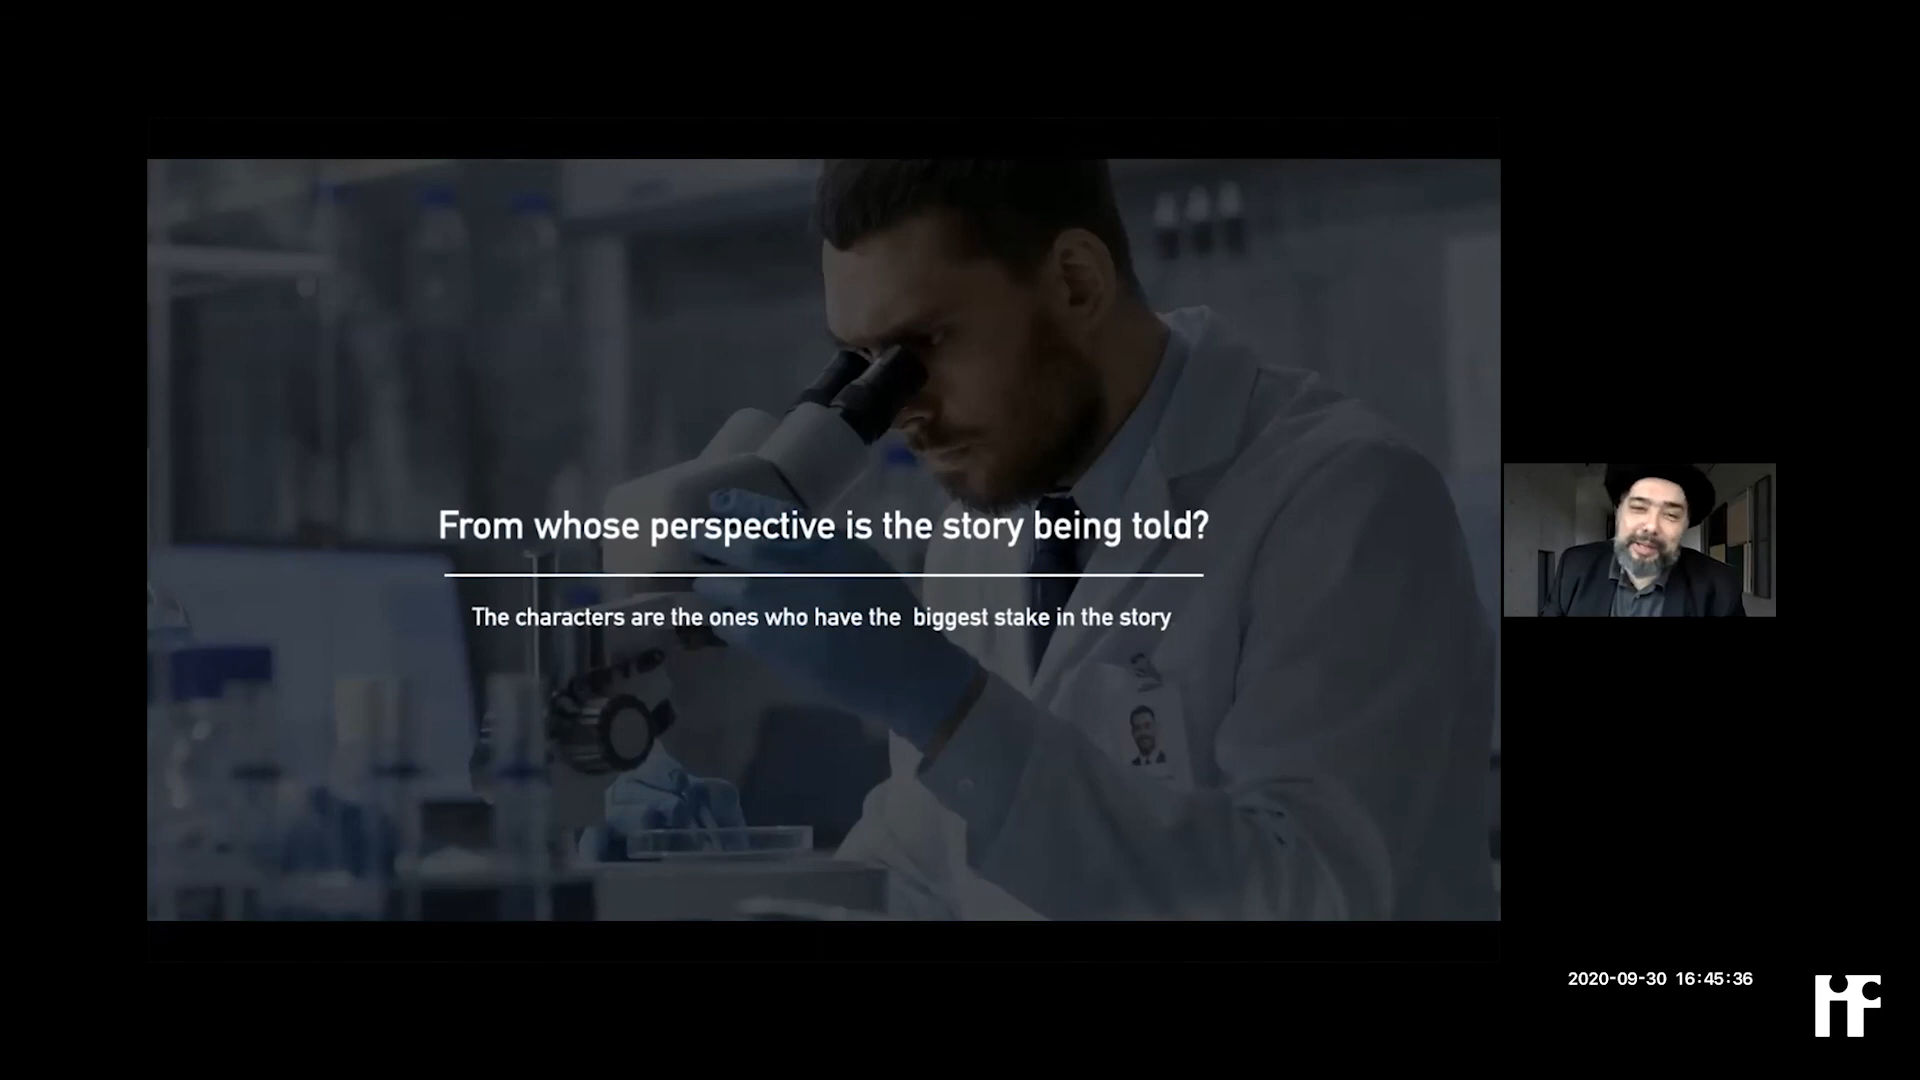 From whose perspective is the story being told?
The characters are the ones who have the  biggest stake in the story
2020-09-30 16:45:36